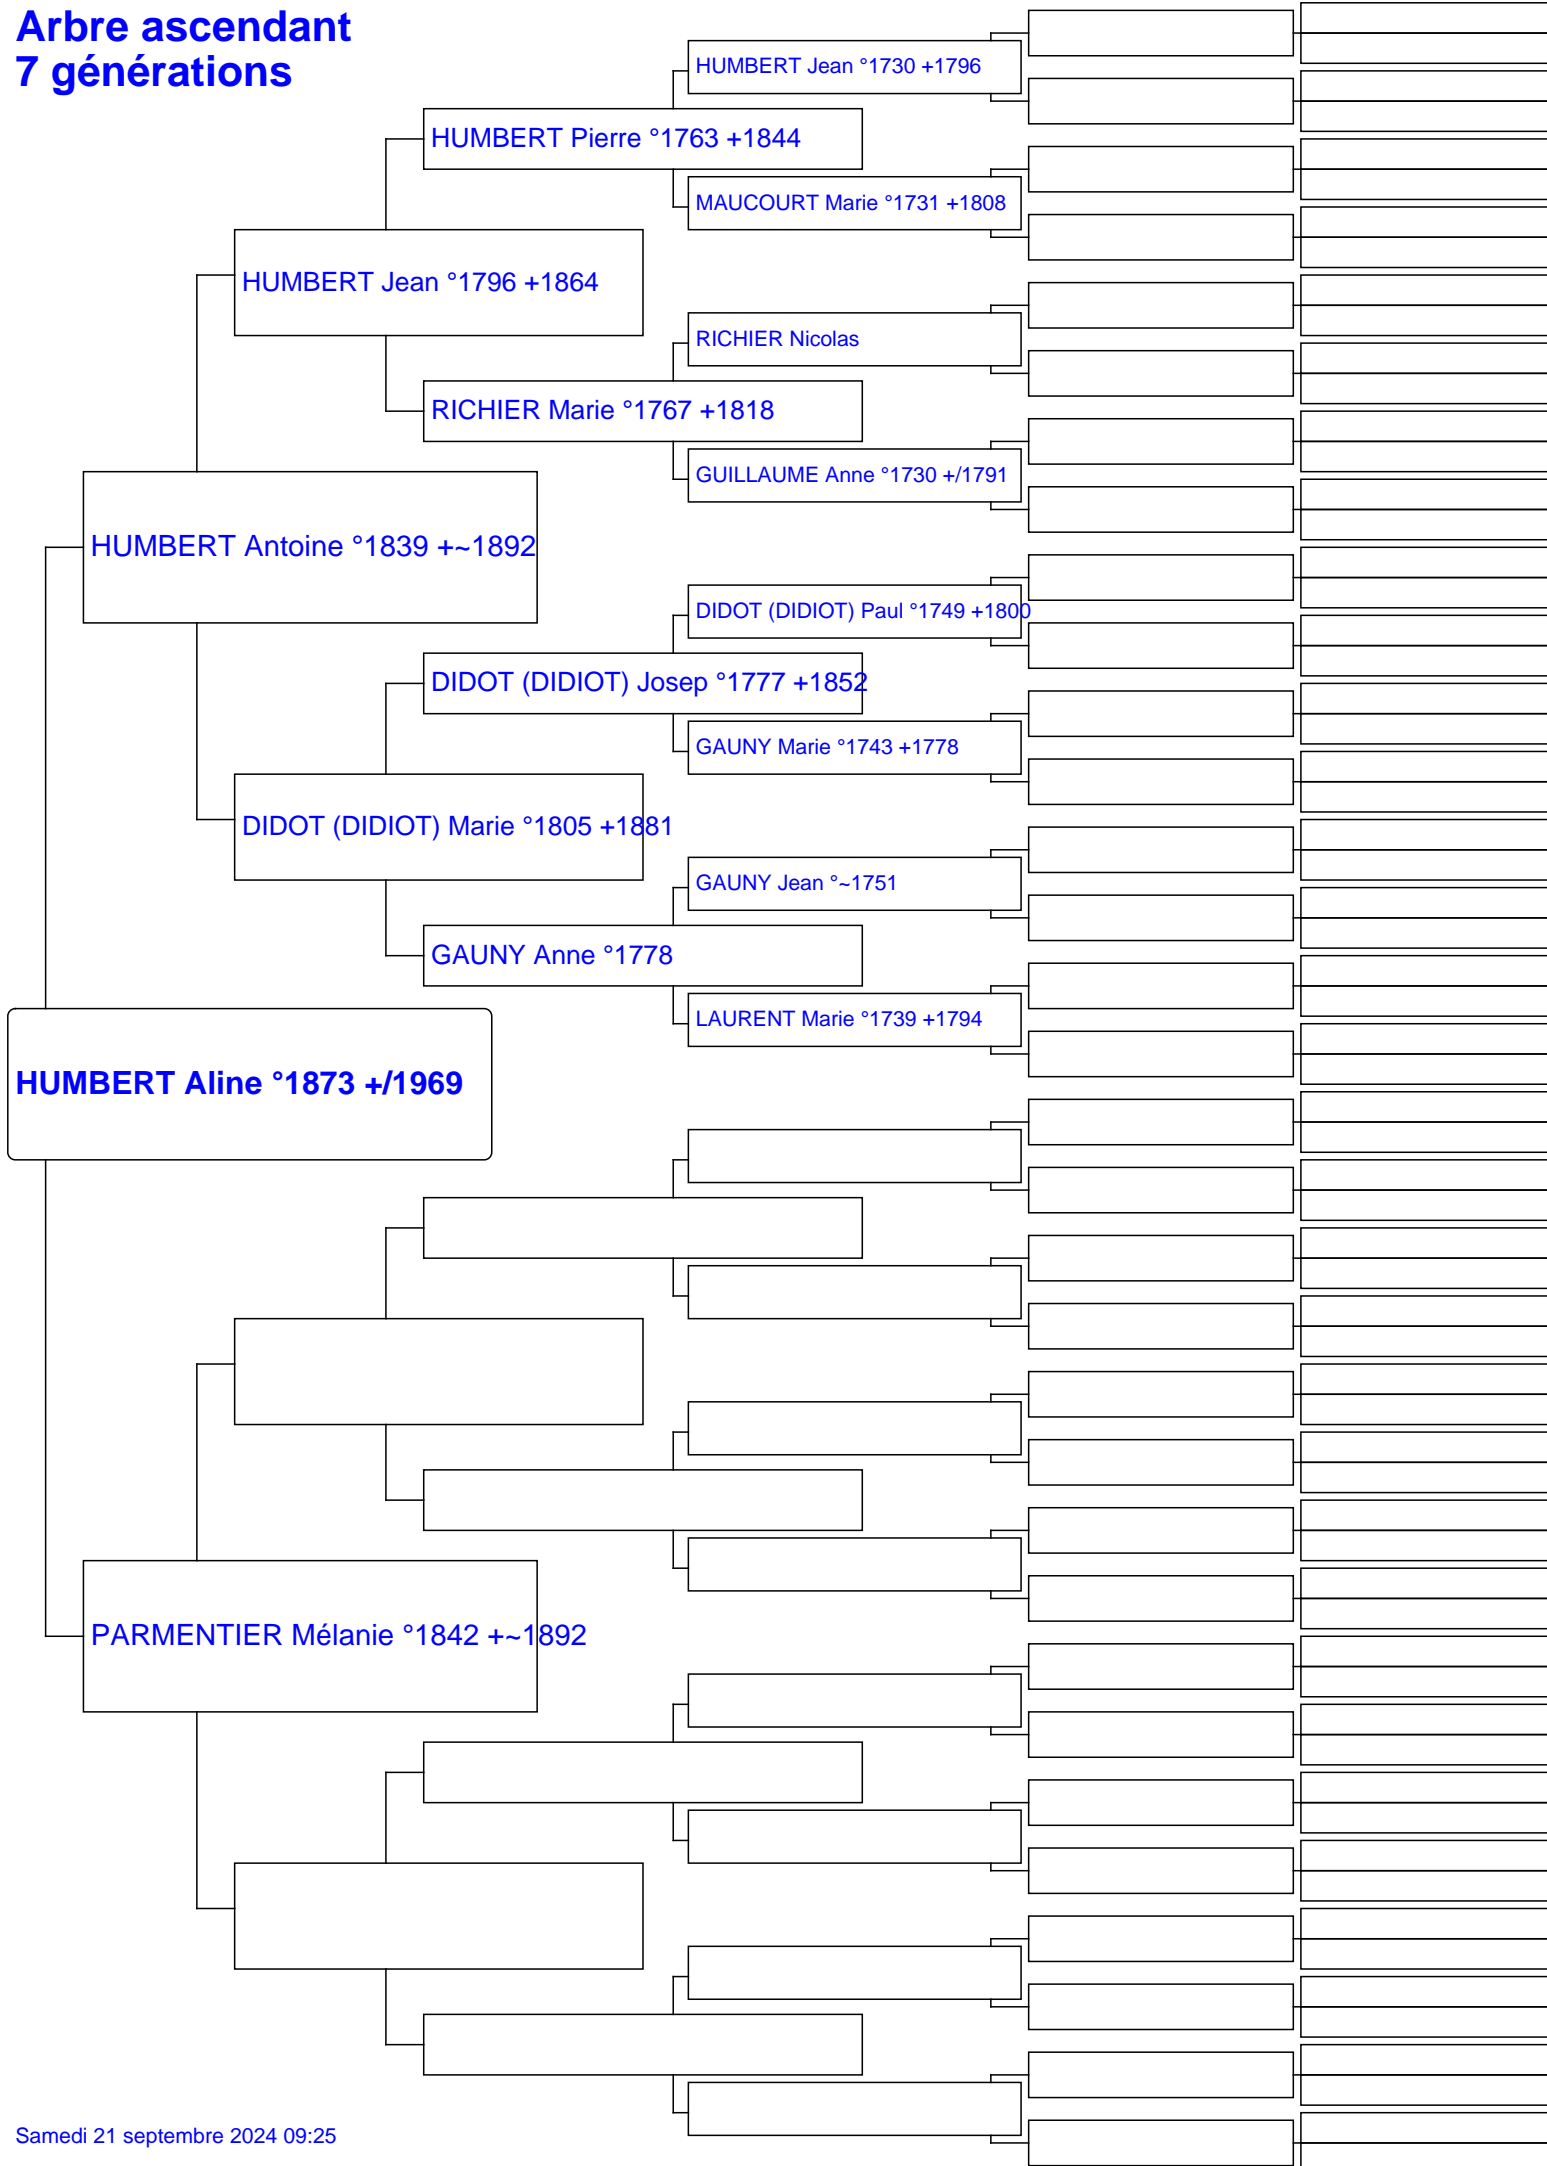 Arbre ascendant
7 générations
HUMBERT Jean °1730 +1796
HUMBERT Pierre °1763 +1844
MAUCOURT Marie °1731 +1808
HUMBERT Jean °1796 +1864
RICHIER Nicolas
RICHIER Marie °1767 +1818
GUILLAUME Anne °1730 +/1791
HUMBERT Antoine °1839 +~1892
DIDOT (DIDIOT) Paul °1749 +1800
DIDOT (DIDIOT) Josep °1777 +1852
GAUNY Marie °1743 +1778
DIDOT (DIDIOT) Marie °1805 +1881
GAUNY Jean °~1751
GAUNY Anne °1778
LAURENT Marie °1739 +1794
HUMBERT Aline °1873 +/1969
PARMENTIER Mélanie °1842 +~1892
Samedi 21 septembre 2024 09:25